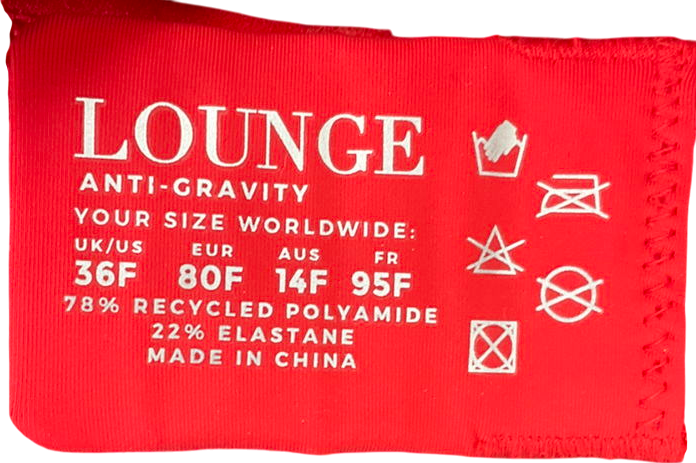 LOUNGE
ANTI-GRAVITY
YOUR SIZE WORLDWIDE:
UK/US EUR AUS FR
36F 80F 14F 95F
78% RECYCLED POLYAMIDE
22% ELASTANE
MADE IN CHINA